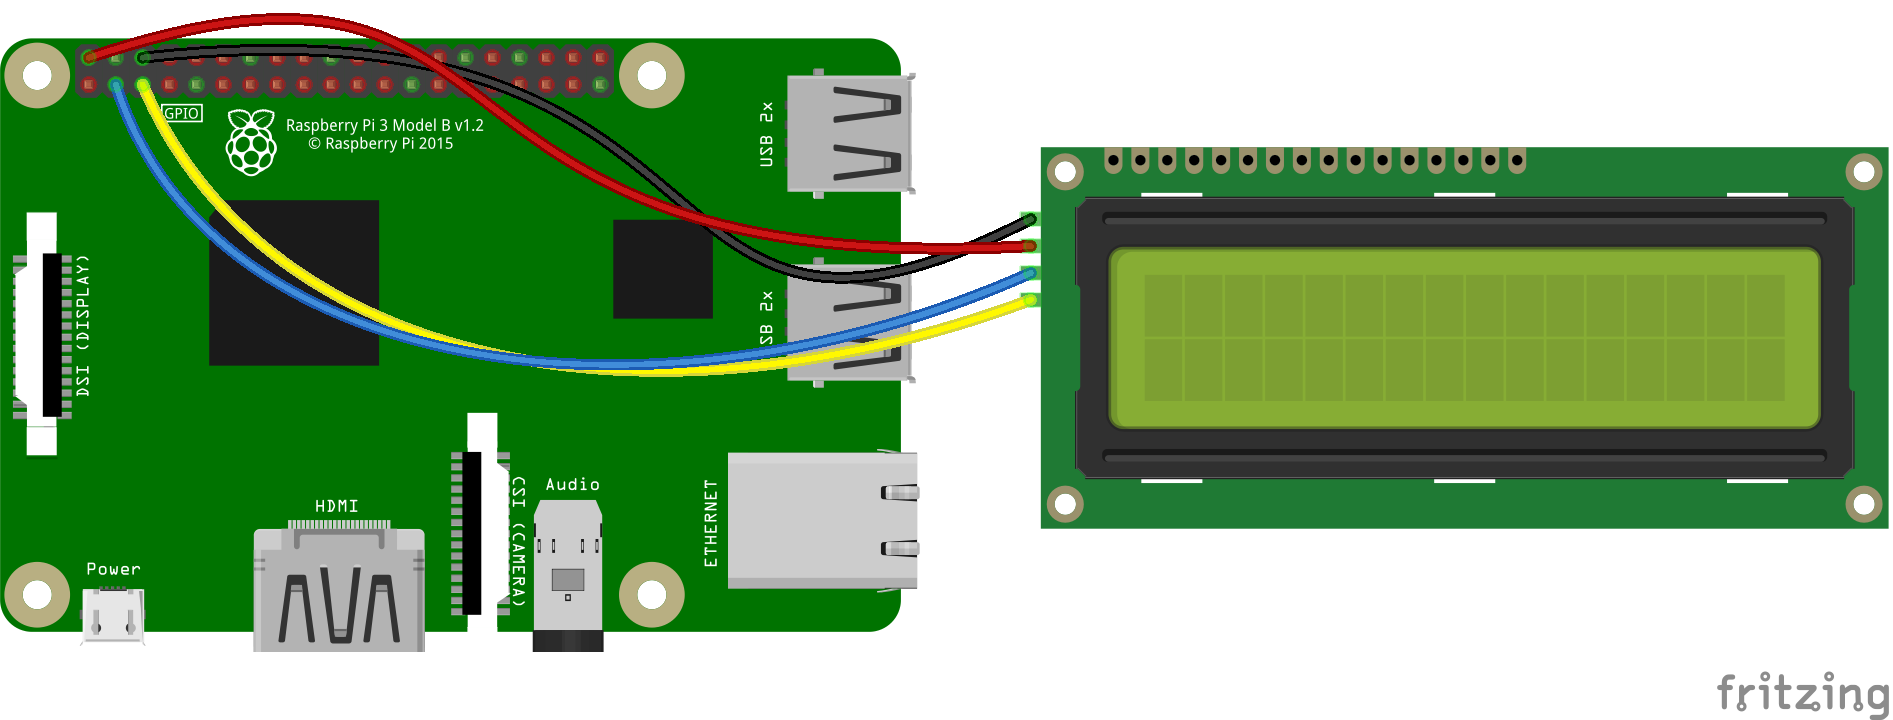 GPIO
Raspberry Pi 3 Model B v1.2
© Raspberry Pi 2015
USB 2x
USB 2x
DSI (DISPLAY)
CSI (CAMERA)
Audio
HDMI
ETHERNET
Power
fritzing